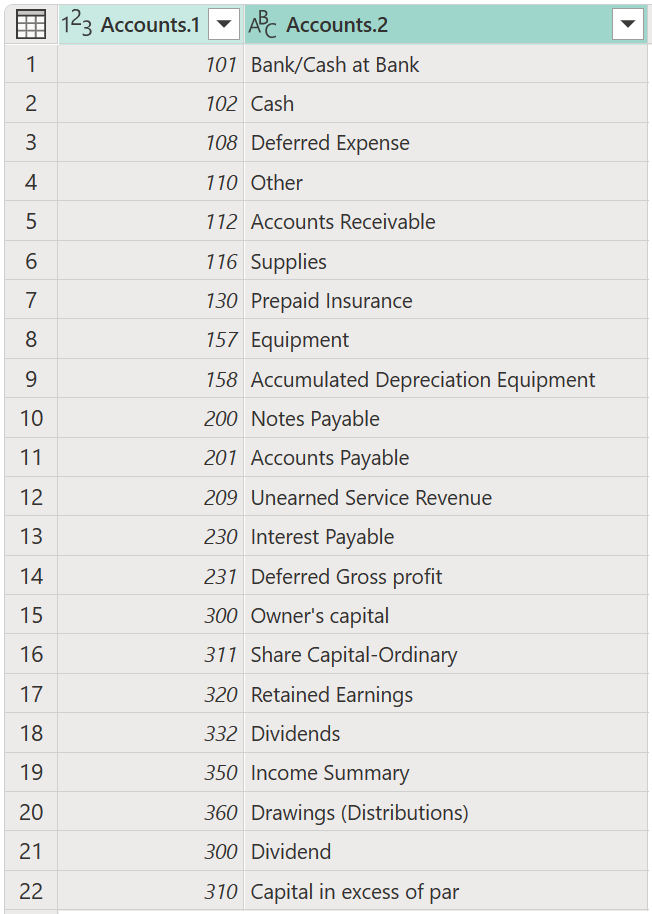 123 Accounts.1 ABC Accounts.2
1 101 Bank/Cash at Bank
2 102 Cash
3 108 Deferred Expense
4 110 Other
5 112 Accounts Receivable
6 116 Supplies
7 130 Prepaid Insurance
8 157 Equipment
9 158 Accumulated Depreciation Equipment
10 200 Notes Payable
11 201 Accounts Payable
12 209 Unearned Service Revenue
13 230 Interest Payable
14 231 Deferred Gross profit
15 300 Owner's capital
16 311 Share Capital-Ordinary
17 320 Retained Earnings
18 332 Dividends
19 350 Income Summary
20 360 Drawings (Distributions)
21 300 Dividend
22 310 Capital in excess of par